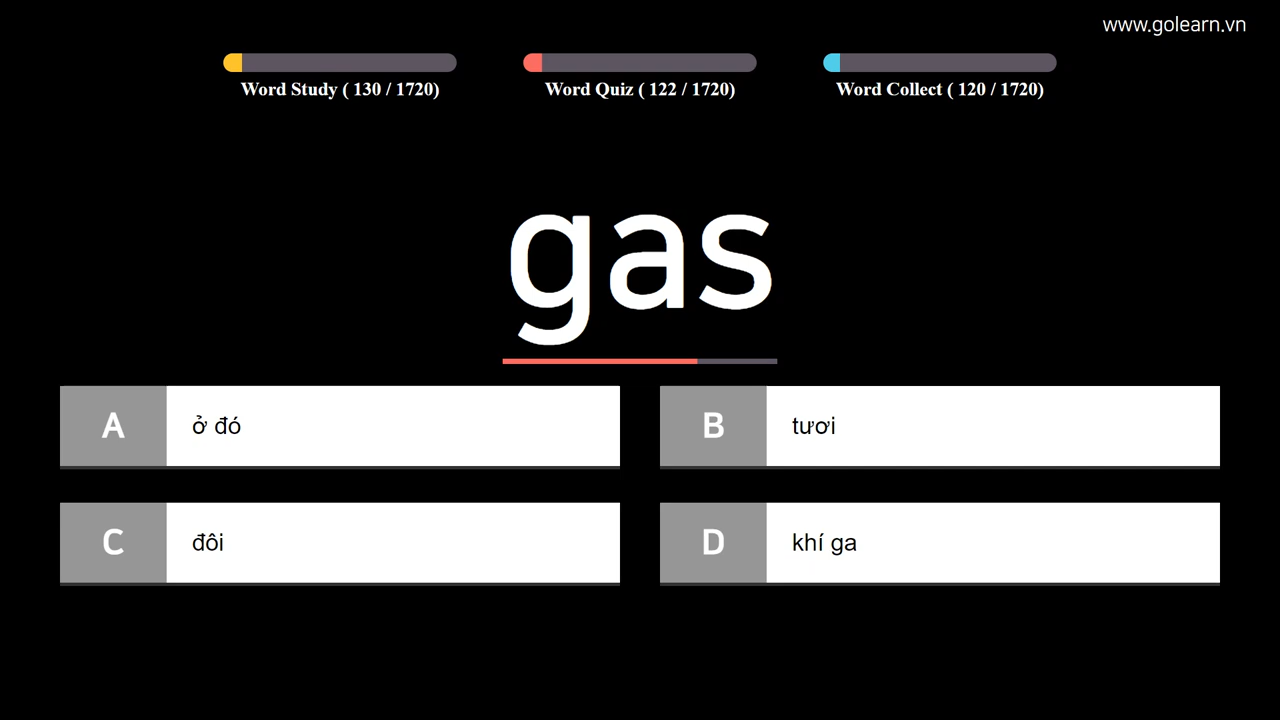 www.golearn.vn
Word Study ( 130 / 1720)
Word Quiz ( 122 / 1720)
Word Collect ( 120 / 1720)
gas
A
ở đó
B
tươi
C
đôi
D
khí ga